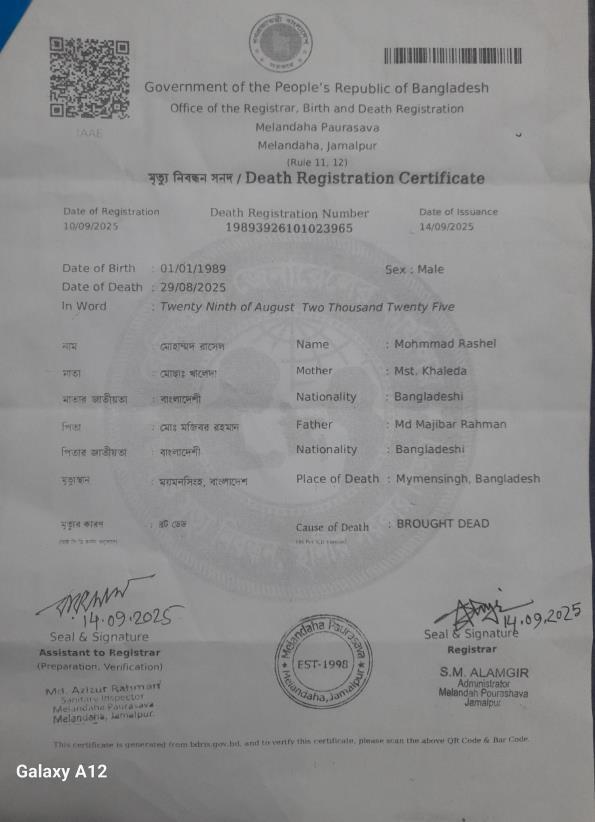 Government of the People's Republic of Bangladesh
Office of the Registrar, Birth and Death Registration
Melandaha Paurasava
Melandaha, Jamalpur
(Rule 11, 12)
মৃত্যু নিবন্ধন সনদ / Death Registration Certificate
Date of Registration Death Registration Number Date of Issuance
10/09/2025 19893926101023965 14/09/2025
Date of Birth : 01/01/1989 Sex : Male
Date of Death : 29/08/2025
In Word : Twenty Ninth of August Two Thousand Twenty Five
নাম : মোহাম্মদ রাসেল Name : Mohmmad Rashel
মাতা : মোছাঃ খালেদা Mother : Mst. Khaleda
মাতার জাতীয়তা : বাংলাদেশী Nationality : Bangladeshi
পিতা : মোঃ মজিবর রহমান Father : Md Majibar Rahman
পিতার জাতীয়তা : বাংলাদেশী Nationality : Bangladeshi
মৃত্যুস্থান : ময়মনসিংহ, বাংলাদেশ Place of Death : Mymensingh, Bangladesh
মৃত্যুর কারণ : ব্রট ডেড Cause of Death : BROUGHT DEAD
14.09.2025 14.09.2025
Seal & Signature Seal & Signature
Assistant to Registrar Registrar
(Preparation, Verification)
Md. Azizur Rahman
Sanitary Inspector
Melandaha Paurasava
Melandaha, Jamalpur.
Melandaha Paurasava
EST-1998
Melandaha, Jamalpur
S.M. ALAMGIR
Administrator
Melandah Pourashava
Jamalpur
This certificate is generated from bdris.gov.bd, and to verify this certificate, please scan the above QR Code & Bar Code.
Galaxy A12